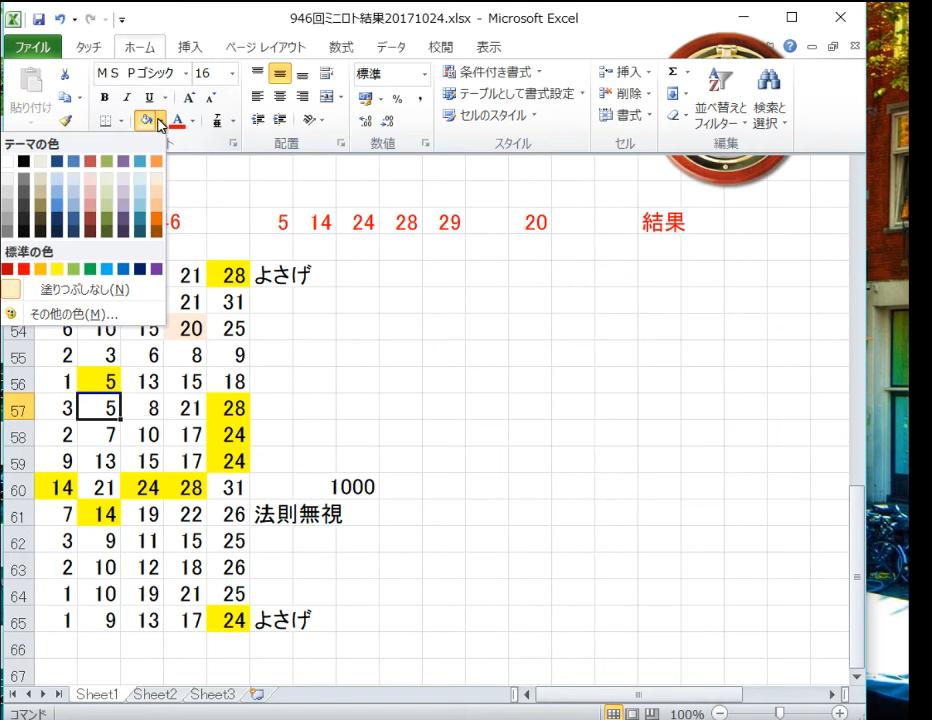 946回ミニロト結果20171024.xlsx - Microsoft Excel
ファイル タッチ ホーム 挿入 ページ レイアウト 数式 データ 校閲 表示
貼り付け
MS Pゴシック 16
B I U A A
A
標準
% ,
条件付き書式
テーブルとして書式設定
セルのスタイル
挿入
削除
書式
Σ
並べ替えと フィルター
検索と 選択
ト 配置 数値 スタイル セル 編集
テーマの色
標準の色
塗りつぶしなし(N)
その他の色(M)...
6 5 14 24 28 29 20 結果
21 28 よさげ
21 31
54 6 10 15 20 25
55 2 3 6 8 9
56 1 5 13 15 18
57 3 5 8 21 28
58 2 7 10 17 24
59 9 13 15 17 24
60 14 21 24 28 31 1000
61 7 14 19 22 26 法則無視
62 3 9 11 15 25
63 2 10 12 18 26
64 1 10 19 21 25
65 1 9 13 17 24 よさげ
66
67
Sheet1 Sheet2 Sheet3
コマンド 100%